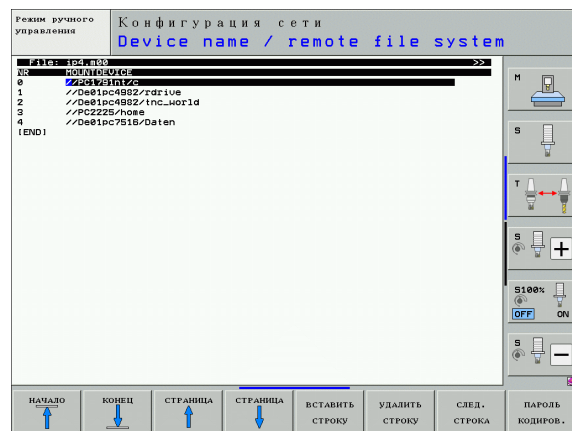 Режим ручного
управления
Конфигурация сети
Device name / remote file system
File: ip4.m00 >>
NR MOUNTDEVICE
0 //PC1791nt/c
1 //De01pc4982/rdrive
2 //De01pc4982/tnc_world
3 //PC2225/home
4 //De01pc7516/Daten
[END]
M
S
T
S
+
S100%
OFF ON
S
-
НАЧАЛО КОНЕЦ СТРАНИЦА СТРАНИЦА ВСТАВИТЬ УДАЛИТЬ СЛЕД. ПАРОЛЬ
СТРОКУ СТРОКУ СТРОКА КОДИРОВ.